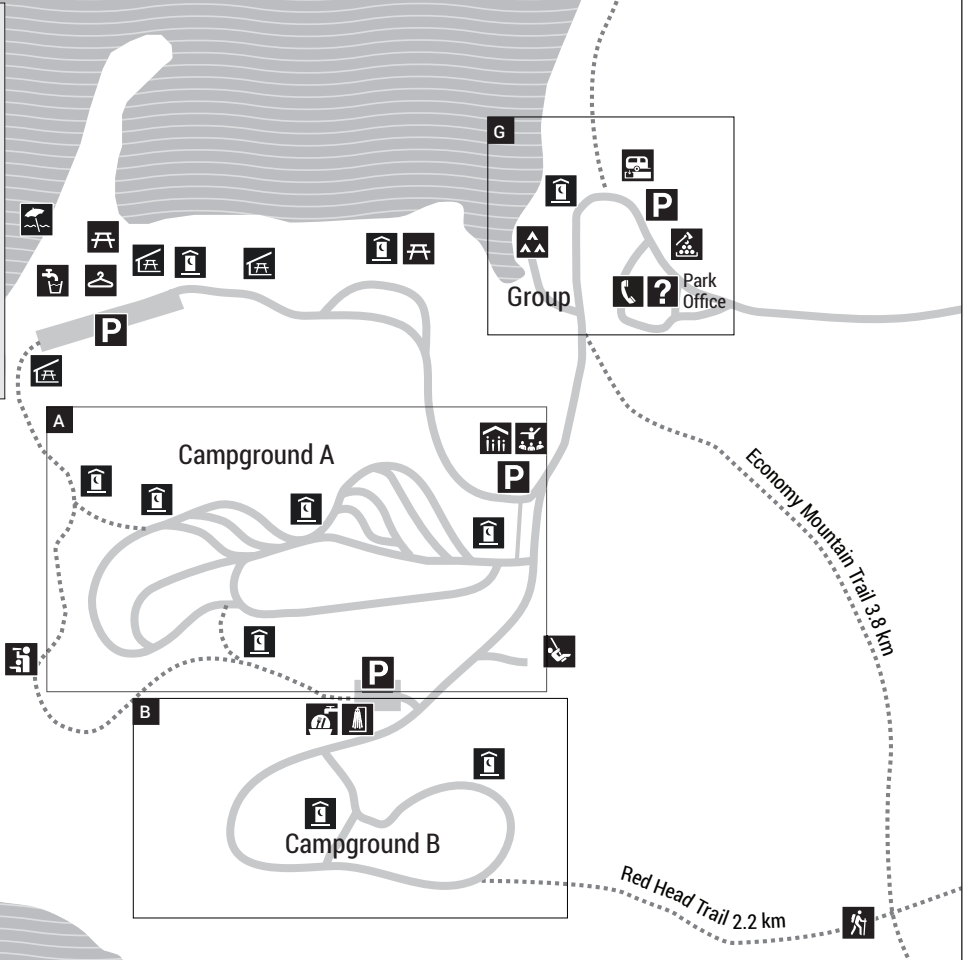 G
P
P
?
Park
Office
Group
A
Campground A
P
Economy Mountain Trail 3.8 km
P
B
Campground B
Red Head Trail 2.2 km